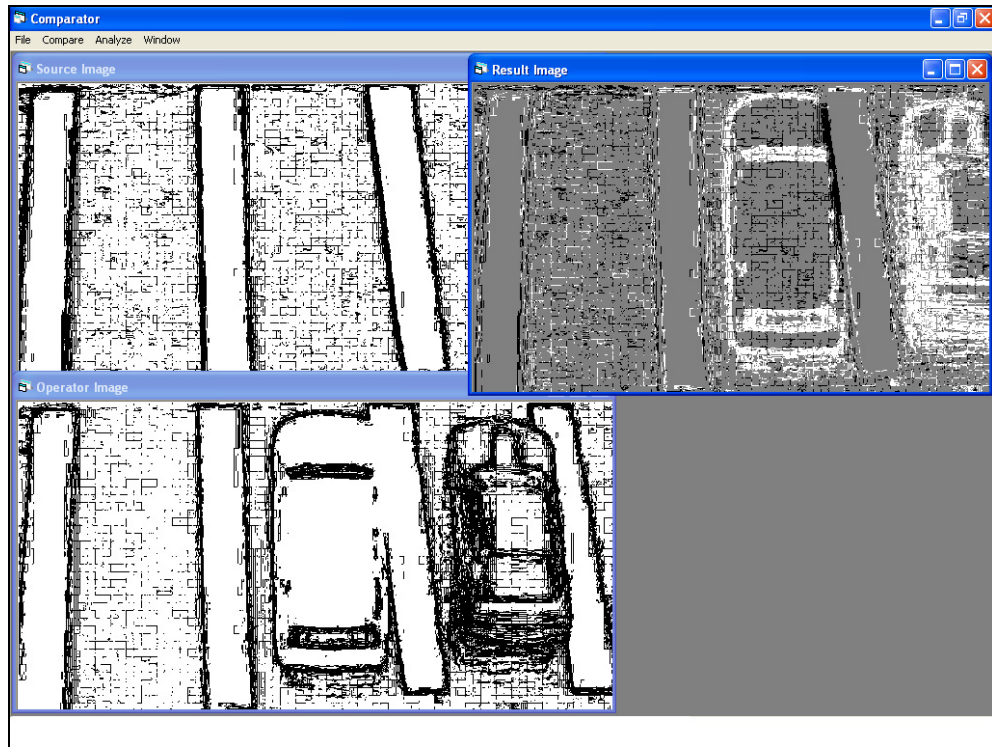 Comparator
File Compare Analyze Window
Source Image
Result Image
Operator Image